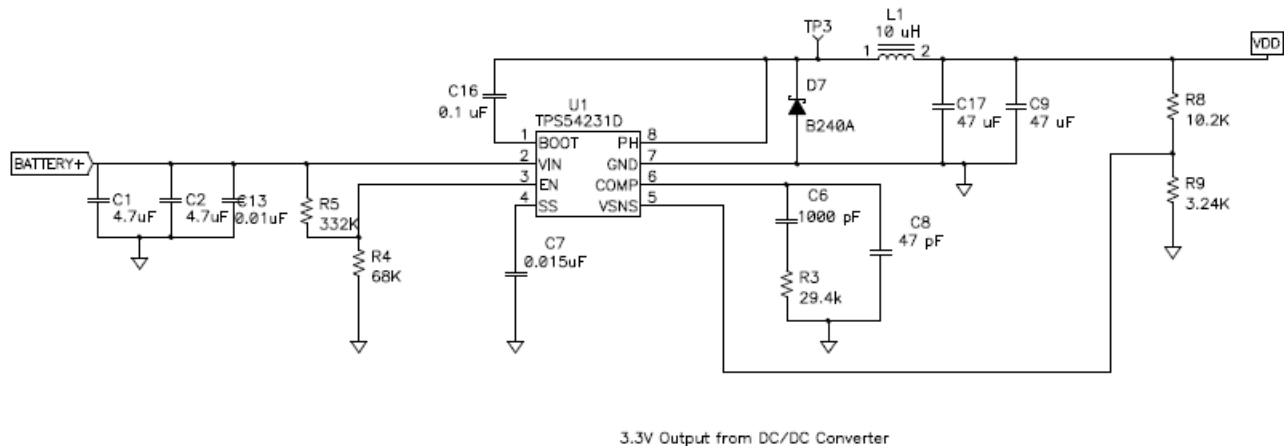 TP3
L1
10 uH
1 2
VDD
C16
0.1 uF
D7
B240A
C17
47 uF
C9
47 uF
R8
10.2K
U1
TPS54231D
1 BOOT PH 8
2 VIN GND 7
3 EN COMP 6
4 SS VSNS 5
BATTERY+
C1
4.7uF
C2
4.7uF
C13
0.01uF
R5
332K
R4
68K
C7
0.015uF
C6
1000 pF
C8
47 pF
R3
29.4k
R9
3.24K
3.3V Output from DC/DC Converter